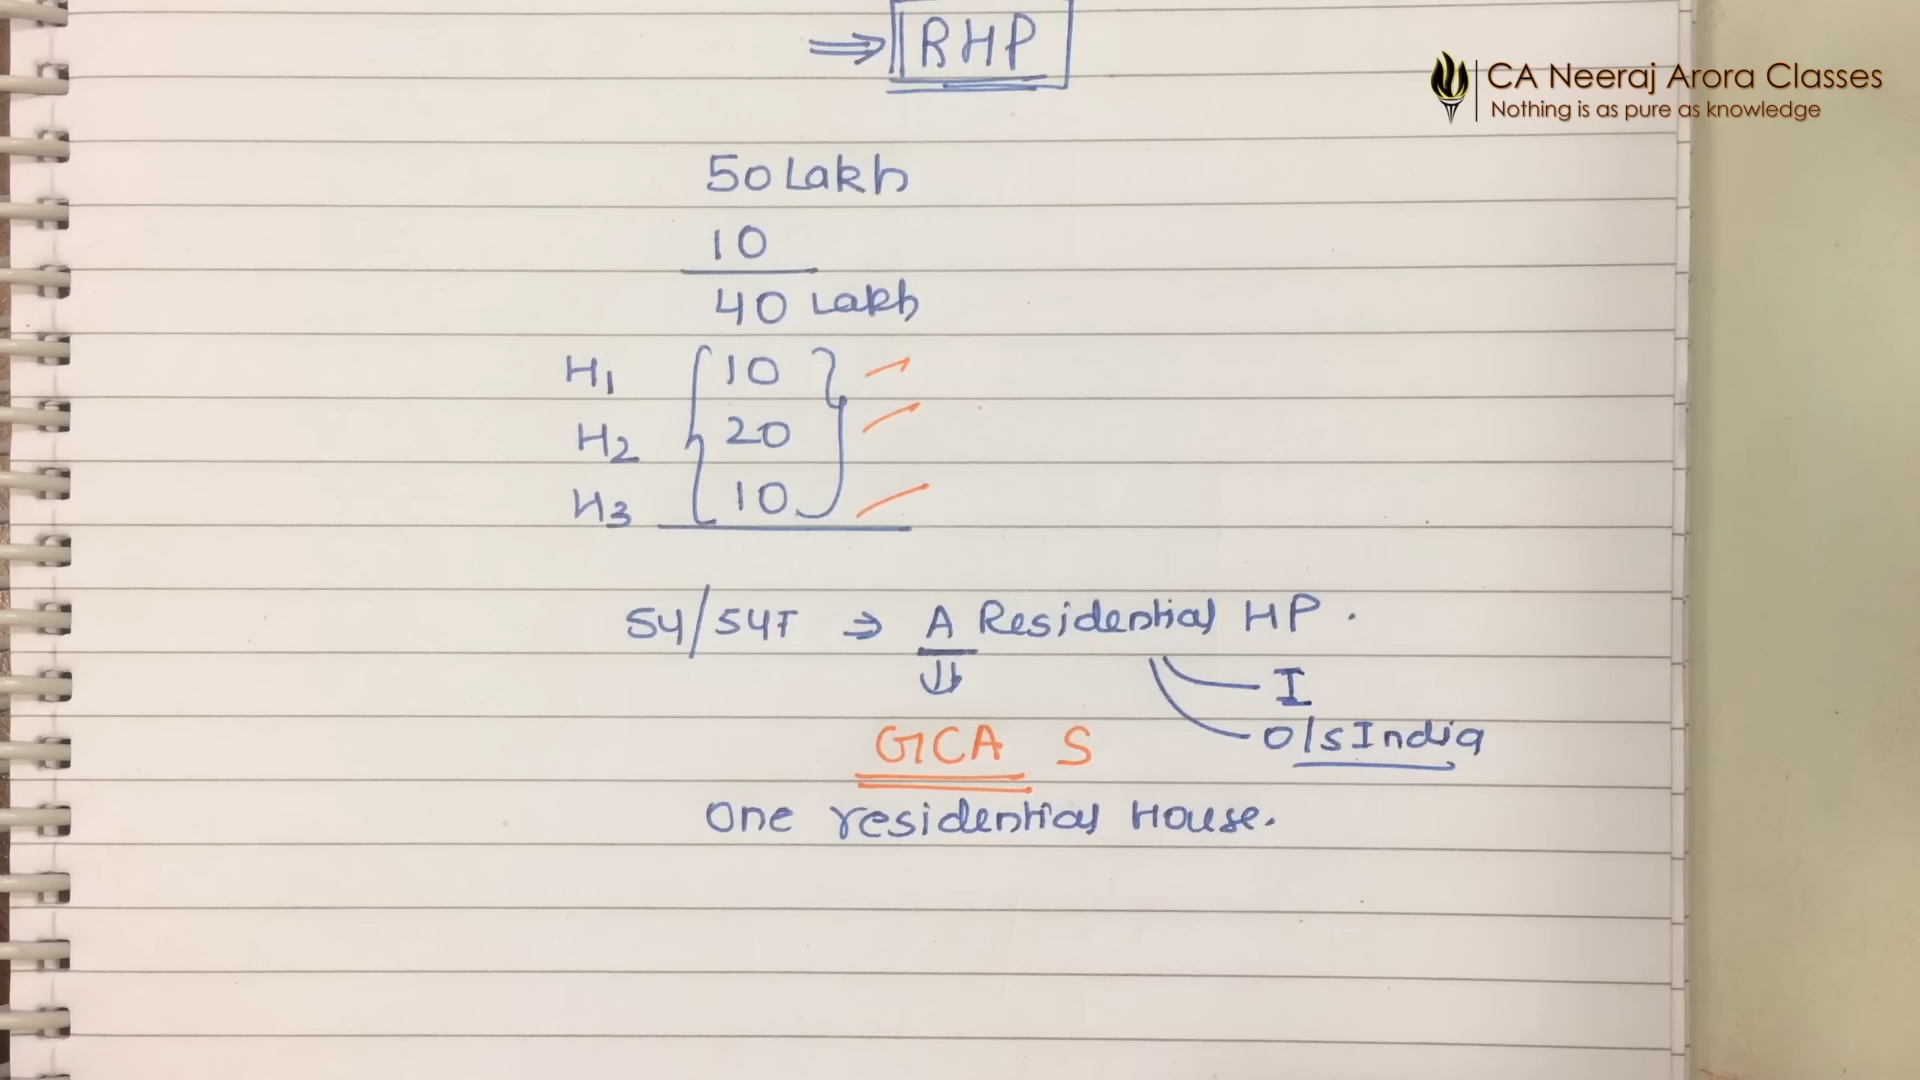 ⇒ RHP
CA Neeraj Arora Classes
Nothing is as pure as knowledge
50 Lakh
10
40 Lakh
H1 10
H2 20
H3 10
54/54F ⇒ A Residential HP.
⇓
I
O/s India
GCA S
One residential House.